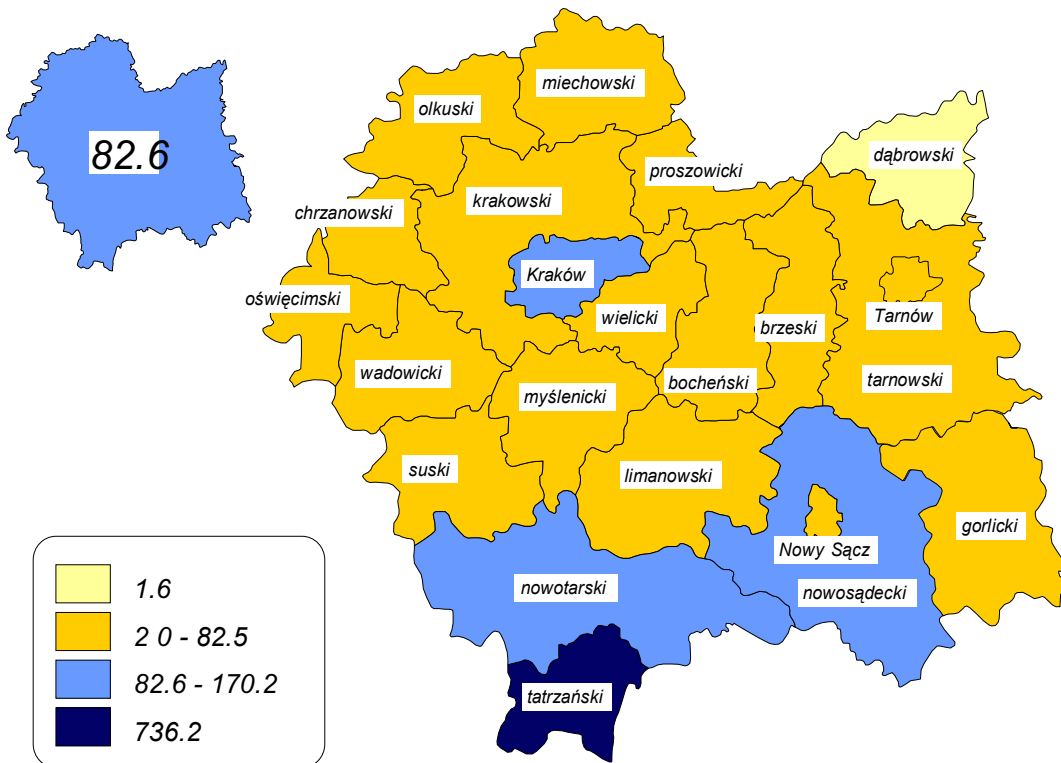 82.6
miechowski
olkuski
dąbrowski
proszowicki
krakowski
chrzanowski
Kraków
oświęcimski
wielicki
brzeski
Tarnów
wadowicki
myślenicki
bocheński
tarnowski
suski
limanowski
gorlicki
Nowy Sącz
nowotarski
nowosądecki
tatrzański
1.6
2 0 - 82.5
82.6 - 170.2
736.2